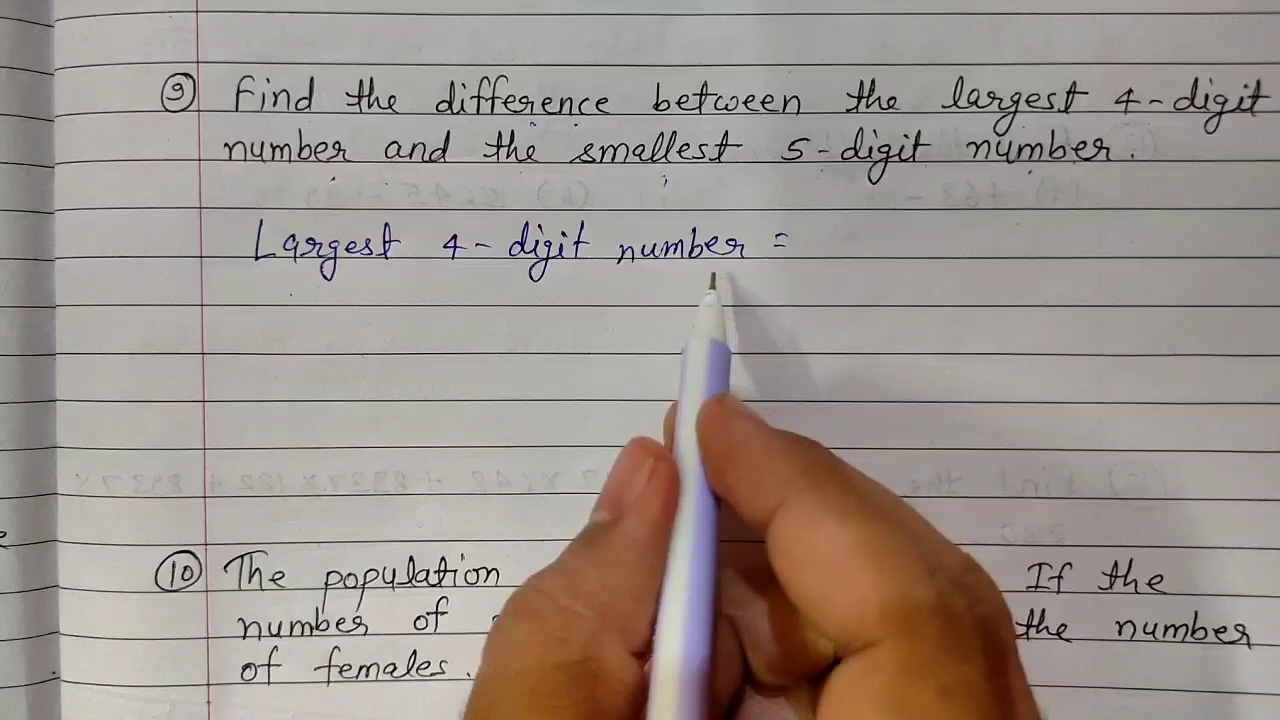 9 Find the difference between the largest 4-digit
number and the smallest 5-digit number.
Largest 4-digit number =
10 The population If the
number of the number
of females.